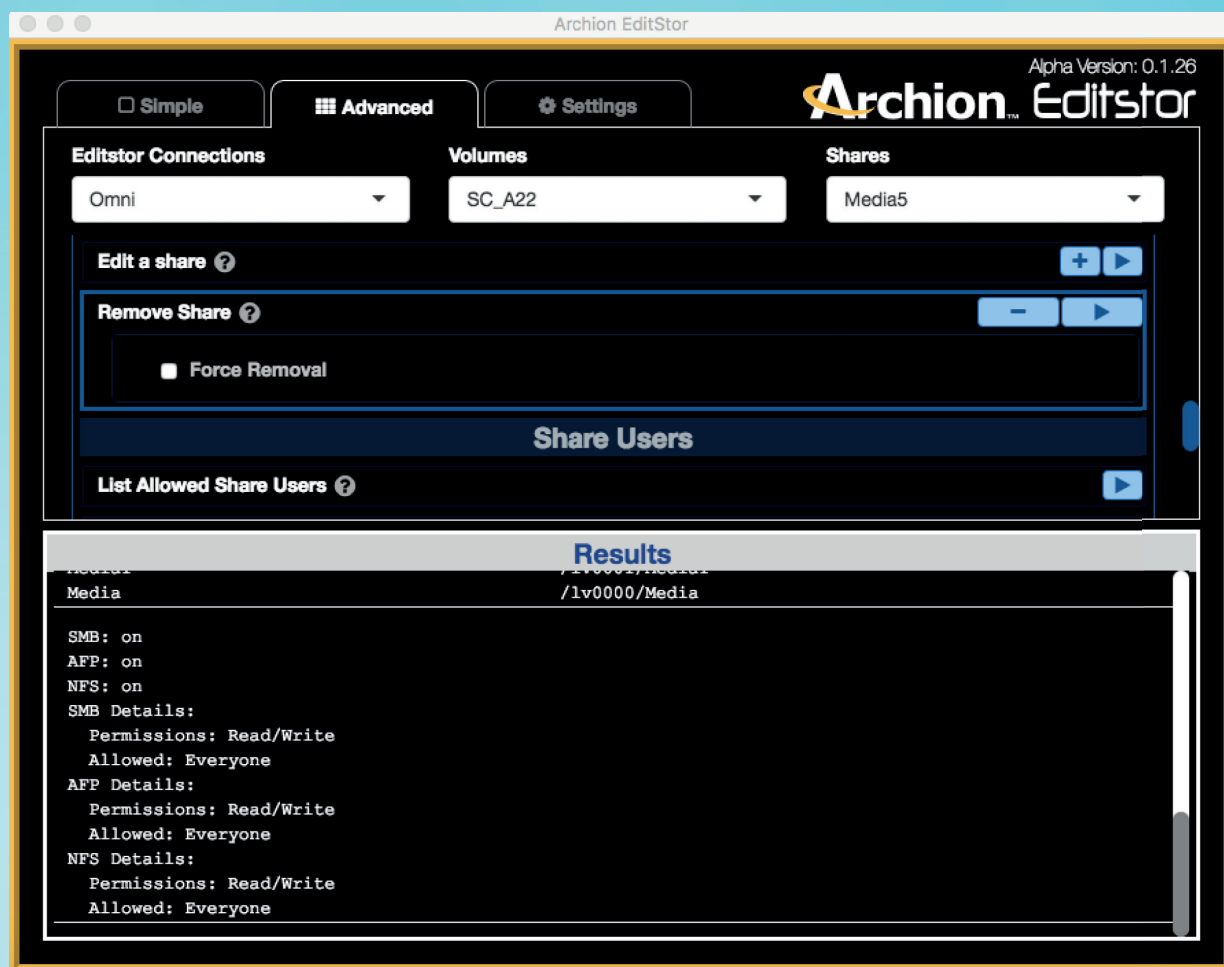 Archion EditStor
Alpha Version: 0.1.26
Simple
Advanced
Settings
Archion™ Editstor
Editstor Connections
Volumes
Shares
Omni
SC_A22
Media5
Edit a share
Remove Share
Force Removal
Share Users
List Allowed Share Users
Results
Media /lv0000/Media
SMB: on
AFP: on
NFS: on
SMB Details:
Permissions: Read/Write
Allowed: Everyone
AFP Details:
Permissions: Read/Write
Allowed: Everyone
NFS Details:
Permissions: Read/Write
Allowed: Everyone